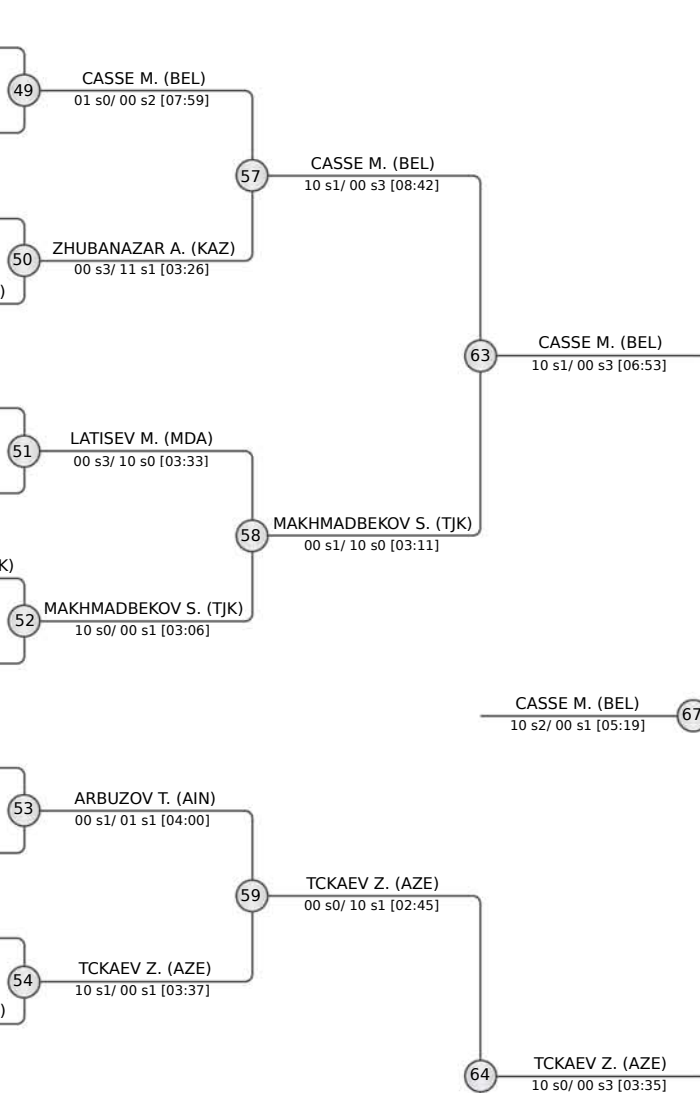 49
CASSE M. (BEL)
01 s0/ 00 s2 [07:59]
57
CASSE M. (BEL)
10 s1/ 00 s3 [08:42]
50
ZHUBANAZAR A. (KAZ)
00 s3/ 11 s1 [03:26]
)
63
CASSE M. (BEL)
10 s1/ 00 s3 [06:53]
51
LATISEV M. (MDA)
00 s3/ 10 s0 [03:33]
58
MAKHMADBEKOV S. (TJK)
00 s1/ 10 s0 [03:11]
K)
52
MAKHMADBEKOV S. (TJK)
10 s0/ 00 s1 [03:06]
CASSE M. (BEL)
10 s2/ 00 s1 [05:19]
67
53
ARBUZOV T. (AIN)
00 s1/ 01 s1 [04:00]
59
TCKAEV Z. (AZE)
00 s0/ 10 s1 [02:45]
54
TCKAEV Z. (AZE)
10 s1/ 00 s1 [03:37]
)
64
TCKAEV Z. (AZE)
10 s0/ 00 s3 [03:35]